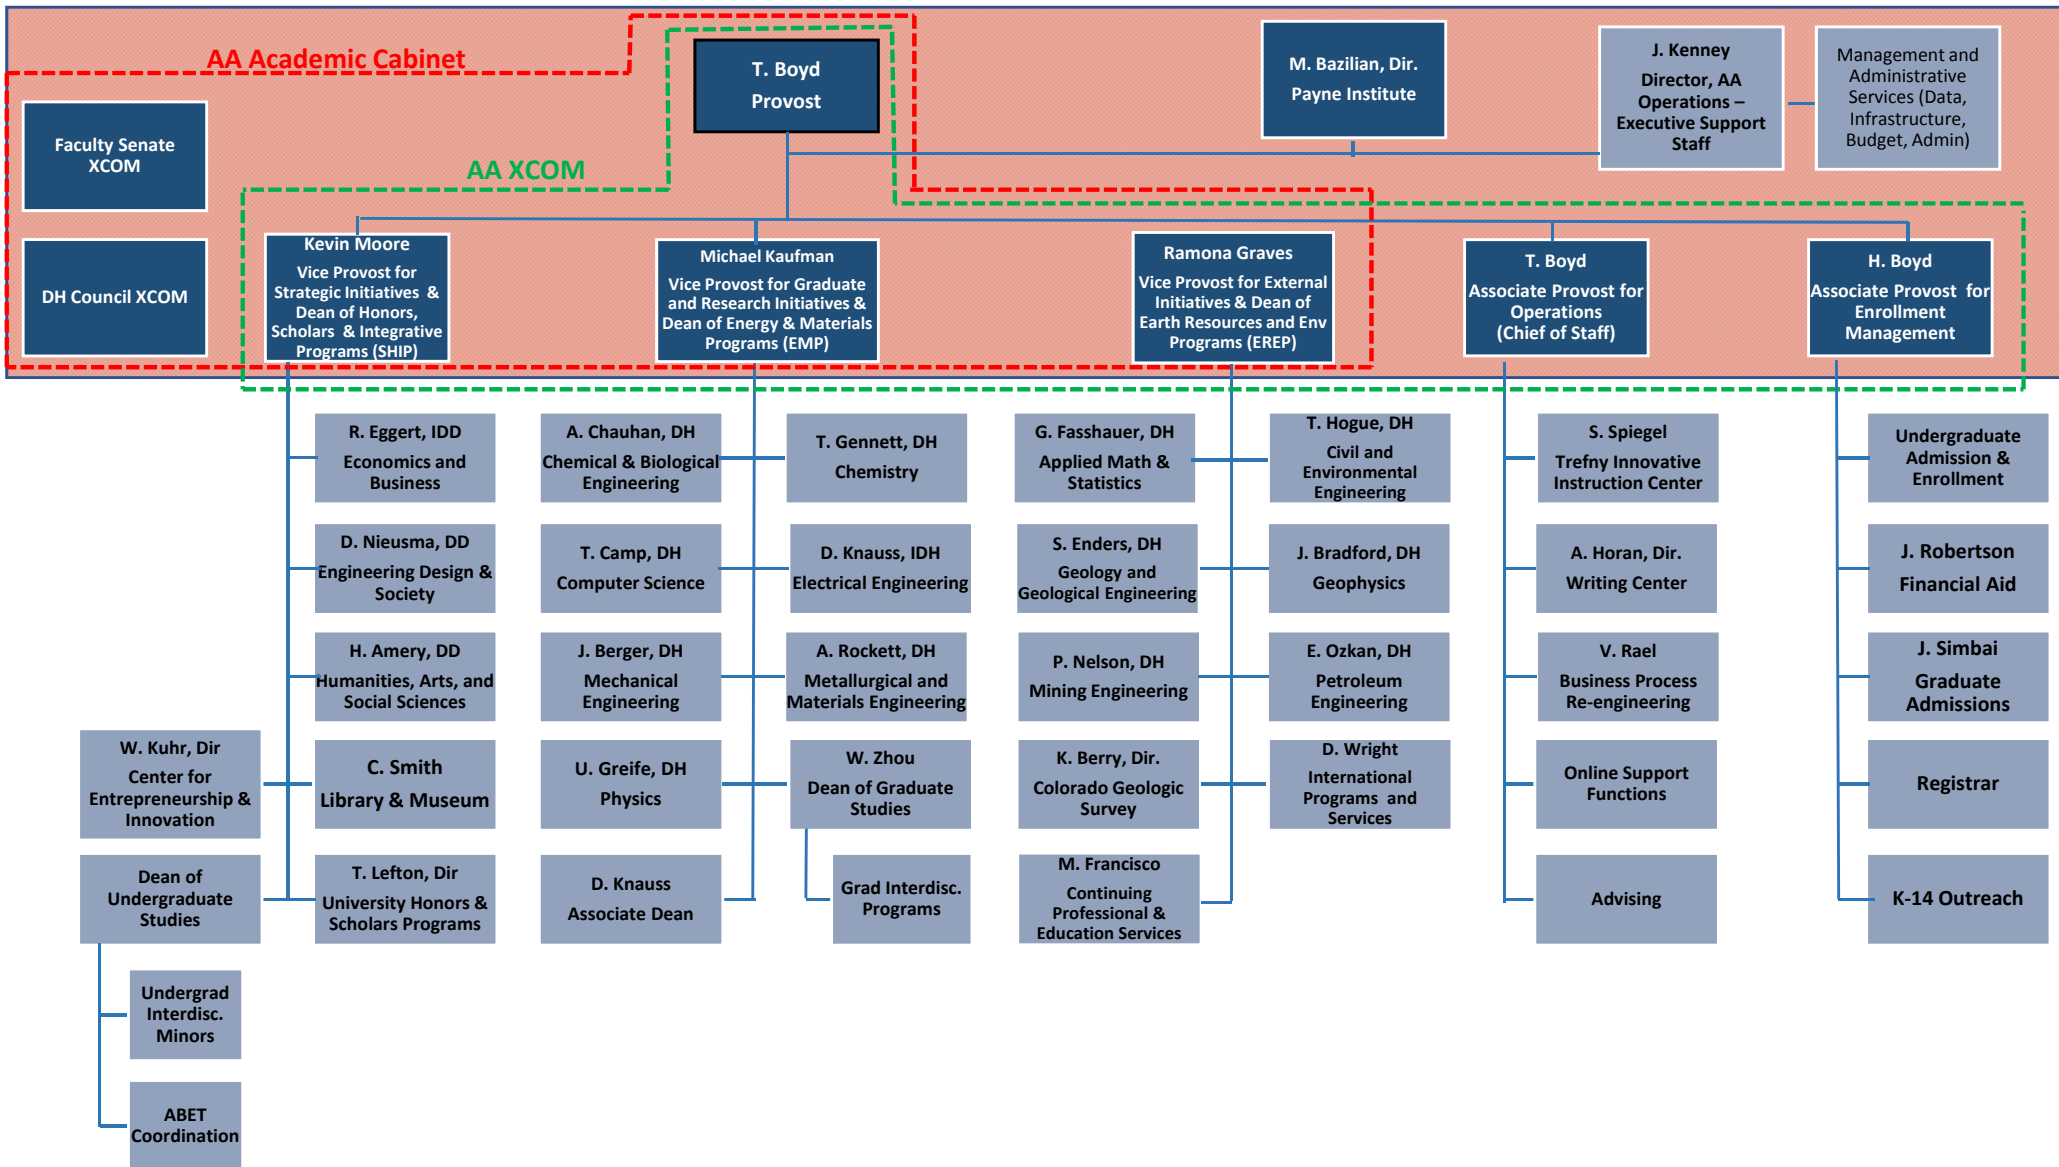 AA Academic Cabinet
T. Boyd
Provost
M. Bazilian, Dir.
Payne Institute
J. Kenney
Director, AA
Operations –
Executive Support
Staff
Management and
Administrative
Services (Data,
Infrastructure,
Budget, Admin)
Faculty Senate
XCOM
AA XCOM
DH Council XCOM
Kevin Moore
Vice Provost for
Strategic Initiatives &
Dean of Honors,
Scholars & Integrative
Programs (SHIP)
Michael Kaufman
Vice Provost for Graduate
and Research Initiatives &
Dean of Energy & Materials
Programs (EMP)
Ramona Graves
Vice Provost for External
Initiatives & Dean of
Earth Resources and Env
Programs (EREP)
T. Boyd
Associate Provost for
Operations
(Chief of Staff)
H. Boyd
Associate Provost for
Enrollment
Management
R. Eggert, IDD
Economics and
Business
A. Chauhan, DH
Chemical & Biological
Engineering
T. Gennett, DH
Chemistry
G. Fasshauer, DH
Applied Math &
Statistics
T. Hogue, DH
Civil and
Environmental
Engineering
S. Spiegel
Trefny Innovative
Instruction Center
Undergraduate
Admission &
Enrollment
D. Nieusma, DD
Engineering Design &
Society
T. Camp, DH
Computer Science
D. Knauss, IDH
Electrical Engineering
S. Enders, DH
Geology and
Geological Engineering
J. Bradford, DH
Geophysics
A. Horan, Dir.
Writing Center
J. Robertson
Financial Aid
H. Amery, DD
Humanities, Arts, and
Social Sciences
J. Berger, DH
Mechanical
Engineering
A. Rockett, DH
Metallurgical and
Materials Engineering
P. Nelson, DH
Mining Engineering
E. Ozkan, DH
Petroleum
Engineering
V. Rael
Business Process
Re-engineering
J. Simbai
Graduate
Admissions
W. Kuhr, Dir
Center for
Entrepreneurship &
Innovation
C. Smith
Library & Museum
U. Greife, DH
Physics
W. Zhou
Dean of Graduate
Studies
K. Berry, Dir.
Colorado Geologic
Survey
D. Wright
International
Programs and
Services
Online Support
Functions
Registrar
Dean of
Undergraduate
Studies
T. Lefton, Dir
University Honors &
Scholars Programs
D. Knauss
Associate Dean
Grad Interdisc.
Programs
M. Francisco
Continuing
Professional &
Education Services
Advising
K-14 Outreach
Undergrad
Interdisc.
Minors
ABET
Coordination